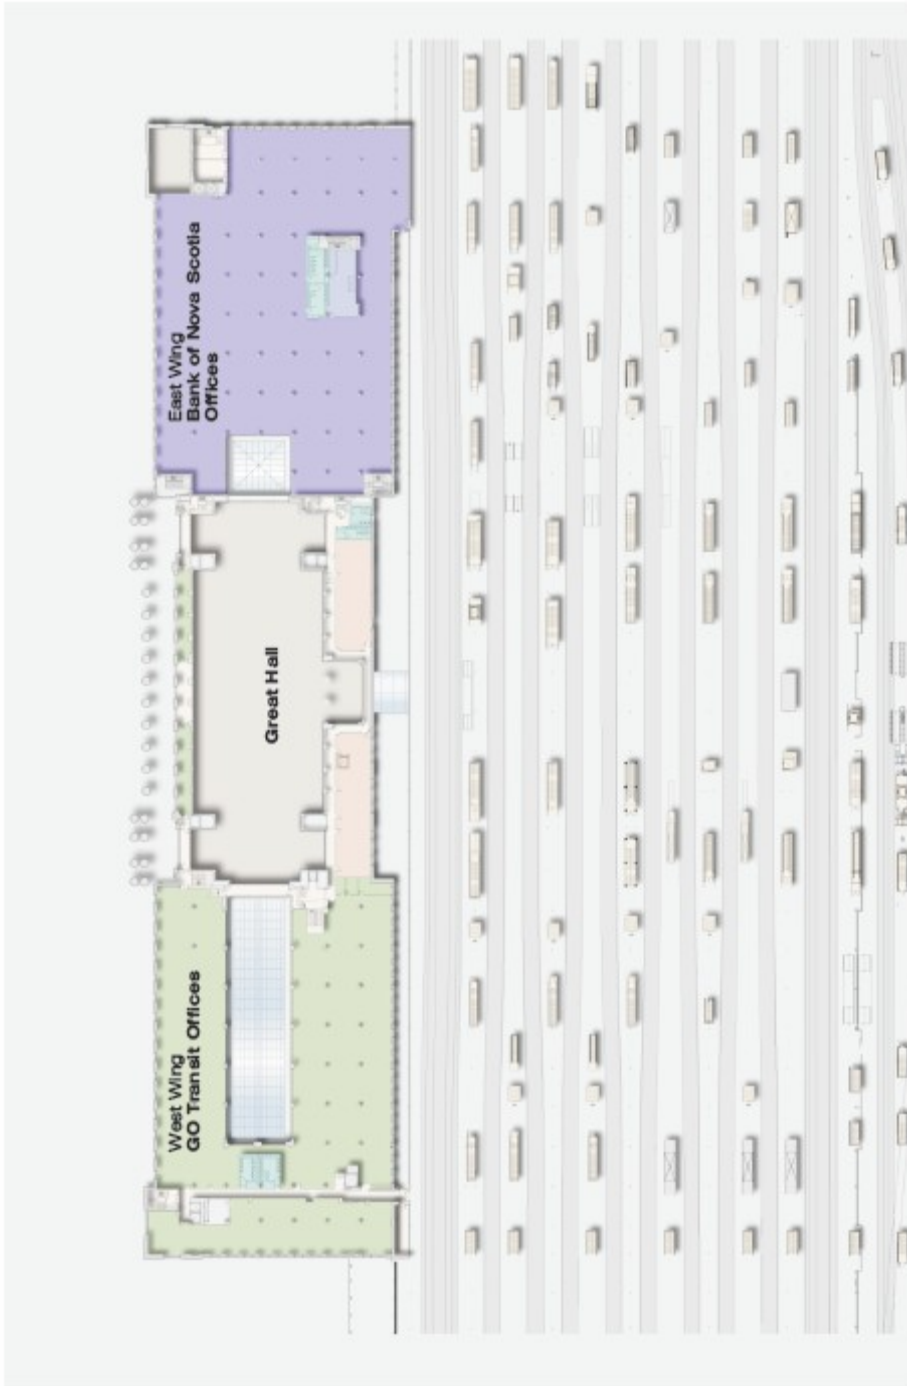 East Wing
Bank of Nova Scotia
Offices
Great Hall
West Wing
GO Transit Offices